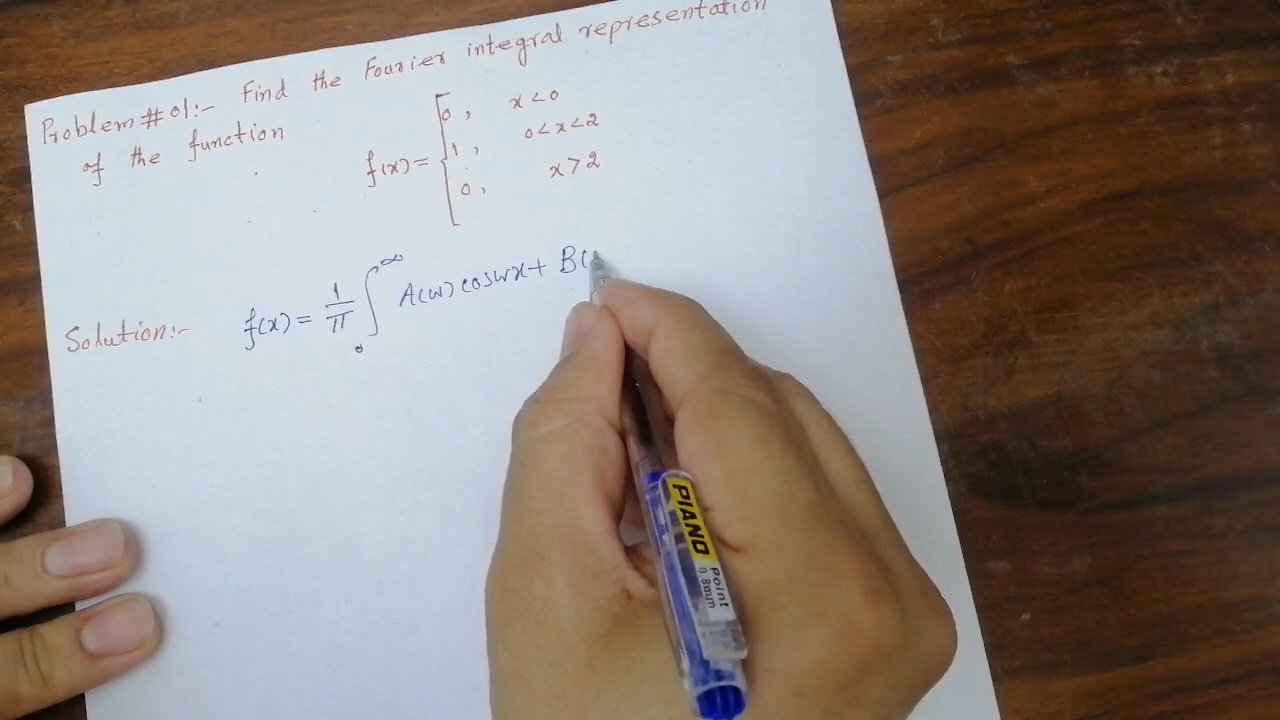 Problem # 01:- Find the Fourier integral representation
of the function
f(x) = [ 0, x<0
1, 0<x<2
0, x>2
Solution:- f(x) = 1/π ∫₀^∞ A(w) cos wx + B(
PIANO
Point
0.8mm